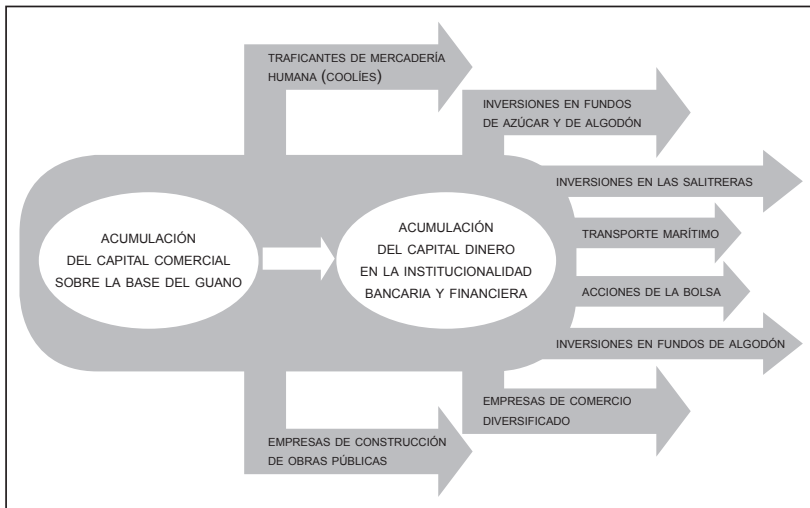 TRAFICANTES DE MERCADERÍA
HUMANA (COOLÍES)
INVERSIONES EN FUNDOS
DE AZÚCAR Y DE ALGODÓN
INVERSIONES EN LAS SALITRERAS
ACUMULACIÓN
DEL CAPITAL COMERCIAL
SOBRE LA BASE DEL GUANO
ACUMULACIÓN
DEL CAPITAL DINERO
EN LA INSTITUCIONALIDAD
BANCARIA Y FINANCIERA
TRANSPORTE MARÍTIMO
ACCIONES DE LA BOLSA
INVERSIONES EN FUNDOS DE ALGODÓN
EMPRESAS DE COMERCIO
DIVERSIFICADO
EMPRESAS DE CONSTRUCCIÓN
DE OBRAS PÚBLICAS